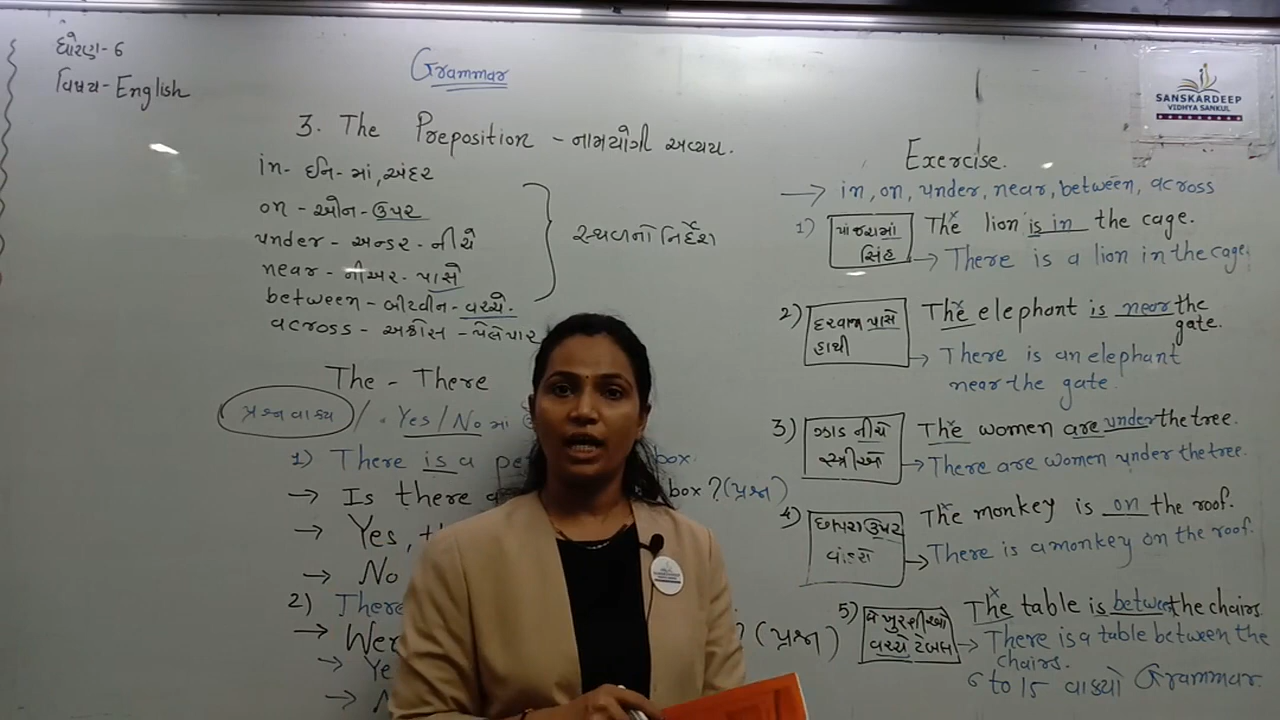 ધોરણ-૬
વિષય-English
Grammar
3. The Preposition - નામયોગી અવ્યય.
in- ઈન- માં, અંદર
on - ઓન - ઉપર
under - અન્ડર - નીચે
near - નીઅર - પાસે
between - બીટવીન - વચ્ચે.
across - અક્રોસ - પેલેપાર
સ્થળનો નિર્દેશ
The - There
પ્રશ્ન વાક્ય / . Yes/No માં
1) There is a box.
→ Is there box? (પ્રશ્ન)
→ Yes,
→ No
2) There
→ ? (પ્રશ્ન)
→
→
Exercise.
→ in, on, under, near, between, across
1) પાંજરામાં સિંહ The lion is in the cage.
→ There is a lion in the cage.
2) દરવાજા પાસે હાથી The elephant is near the gate.
→ There is an elephant
near the gate.
3) ઝાડ નીચે સ્ત્રીઓ The women are under the tree.
→ There are women under the tree.
4) છાપરા ઉપર વાંદરો The monkey is on the roof.
→ There is a monkey on the roof.
5) બે ખુરશીઓ વચ્ચે ટેબલ The table is between the chairs
→ There is a table between the
chairs.
૬ to 15 વાક્યો Grammar.
SANSKARDEEP
VIDHYA SANKUL